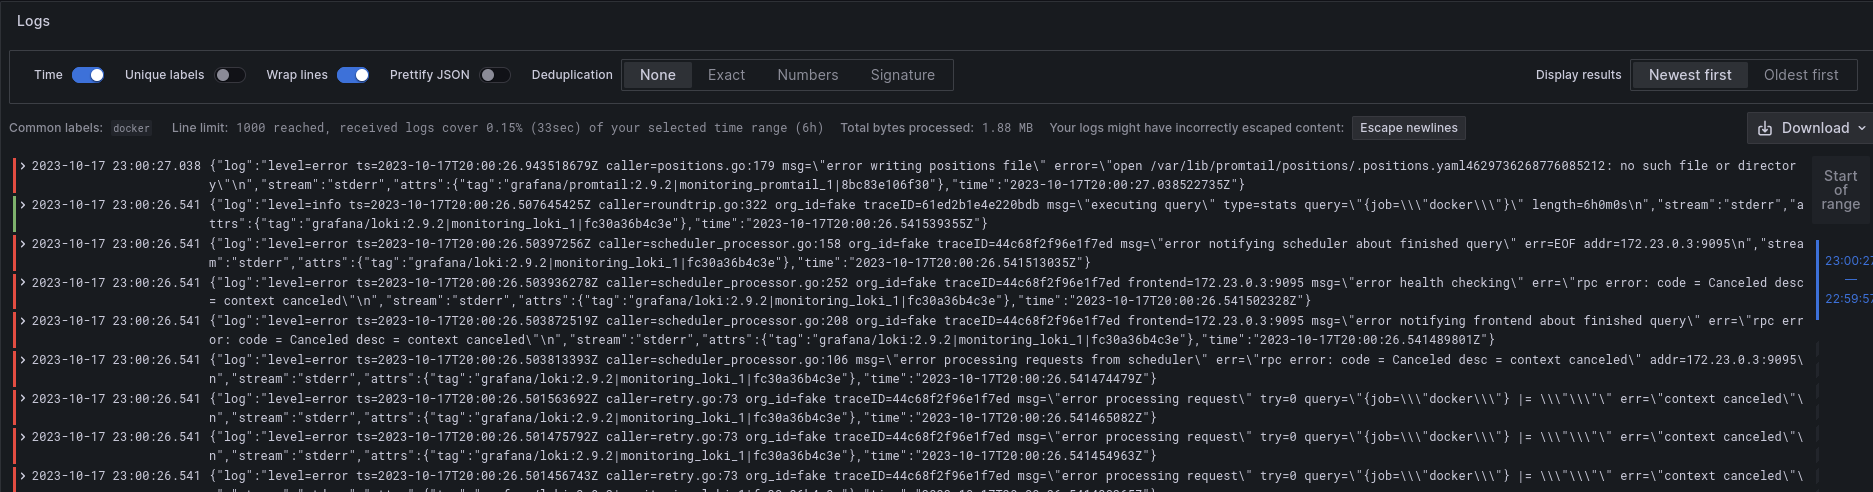 Logs
Time Unique labels Wrap lines Prettify JSON Deduplication None Exact Numbers Signature Display results Newest first Oldest first
Common labels: docker Line limit: 1000 reached, received logs cover 0.15% (33sec) of your selected time range (6h) Total bytes processed: 1.88 MB Your logs might have incorrectly escaped content: Escape newlines Download
2023-10-17 23:00:27.038 {"log":"level=error ts=2023-10-17T20:00:26.943518679Z caller=positions.go:179 msg=\"error writing positions file\" error=\"open /var/lib/promtail/positions/.positions.yaml4629736268776085212: no such file or director
y\"\n","stream":"stderr","attrs":{"tag":"grafana/promtail:2.9.2|monitoring_promtail_1|8bc83e106f30"},"time":"2023-10-17T20:00:27.038522735Z"}
2023-10-17 23:00:26.541 {"log":"level=info ts=2023-10-17T20:00:26.507645425Z caller=roundtrip.go:322 org_id=fake traceID=61ed2b1e4e220bdb msg=\"executing query\" type=stats query=\"{job=\\\"docker\\\"}\" length=6h0m0s\n","stream":"stderr","a
ttrs":{"tag":"grafana/loki:2.9.2|monitoring_loki_1|fc30a36b4c3e"},"time":"2023-10-17T20:00:26.541539355Z"}
2023-10-17 23:00:26.541 {"log":"level=error ts=2023-10-17T20:00:26.50397256Z caller=scheduler_processor.go:158 org_id=fake traceID=44c68f2f96e1f7ed msg=\"error notifying scheduler about finished query\" err=EOF addr=172.23.0.3:9095\n","strea
m":"stderr","attrs":{"tag":"grafana/loki:2.9.2|monitoring_loki_1|fc30a36b4c3e"},"time":"2023-10-17T20:00:26.541513035Z"}
2023-10-17 23:00:26.541 {"log":"level=error ts=2023-10-17T20:00:26.503936278Z caller=scheduler_processor.go:252 org_id=fake traceID=44c68f2f96e1f7ed frontend=172.23.0.3:9095 msg=\"error health checking\" err=\"rpc error: code = Canceled desc
= context canceled\"\n","stream":"stderr","attrs":{"tag":"grafana/loki:2.9.2|monitoring_loki_1|fc30a36b4c3e"},"time":"2023-10-17T20:00:26.541502328Z"}
2023-10-17 23:00:26.541 {"log":"level=error ts=2023-10-17T20:00:26.503872519Z caller=scheduler_processor.go:208 org_id=fake traceID=44c68f2f96e1f7ed frontend=172.23.0.3:9095 msg=\"error notifying frontend about finished query\" err=\"rpc err
or: code = Canceled desc = context canceled\"\n","stream":"stderr","attrs":{"tag":"grafana/loki:2.9.2|monitoring_loki_1|fc30a36b4c3e"},"time":"2023-10-17T20:00:26.541489801Z"}
2023-10-17 23:00:26.541 {"log":"level=error ts=2023-10-17T20:00:26.503813393Z caller=scheduler_processor.go:106 msg=\"error processing requests from scheduler\" err=\"rpc error: code = Canceled desc = context canceled\" addr=172.23.0.3:9095\
n","stream":"stderr","attrs":{"tag":"grafana/loki:2.9.2|monitoring_loki_1|fc30a36b4c3e"},"time":"2023-10-17T20:00:26.541474479Z"}
2023-10-17 23:00:26.541 {"log":"level=error ts=2023-10-17T20:00:26.501563692Z caller=retry.go:73 org_id=fake traceID=44c68f2f96e1f7ed msg=\"error processing request\" try=0 query=\"{job=\\\"docker\\\"} |= \\\"\\\"\" err=\"context canceled\"\
n","stream":"stderr","attrs":{"tag":"grafana/loki:2.9.2|monitoring_loki_1|fc30a36b4c3e"},"time":"2023-10-17T20:00:26.541465082Z"}
2023-10-17 23:00:26.541 {"log":"level=error ts=2023-10-17T20:00:26.501475792Z caller=retry.go:73 org_id=fake traceID=44c68f2f96e1f7ed msg=\"error processing request\" try=0 query=\"{job=\\\"docker\\\"} |= \\\"\\\"\" err=\"context canceled\"\
n","stream":"stderr","attrs":{"tag":"grafana/loki:2.9.2|monitoring_loki_1|fc30a36b4c3e"},"time":"2023-10-17T20:00:26.541454963Z"}
2023-10-17 23:00:26.541 {"log":"level=error ts=2023-10-17T20:00:26.501456743Z caller=retry.go:73 org_id=fake traceID=44c68f2f96e1f7ed msg=\"error processing request\" try=0 query=\"{job=\\\"docker\\\"} |= \\\"\\\"\" err=\"context canceled\"\
Start
of
range
23:00:27
—
22:59:57